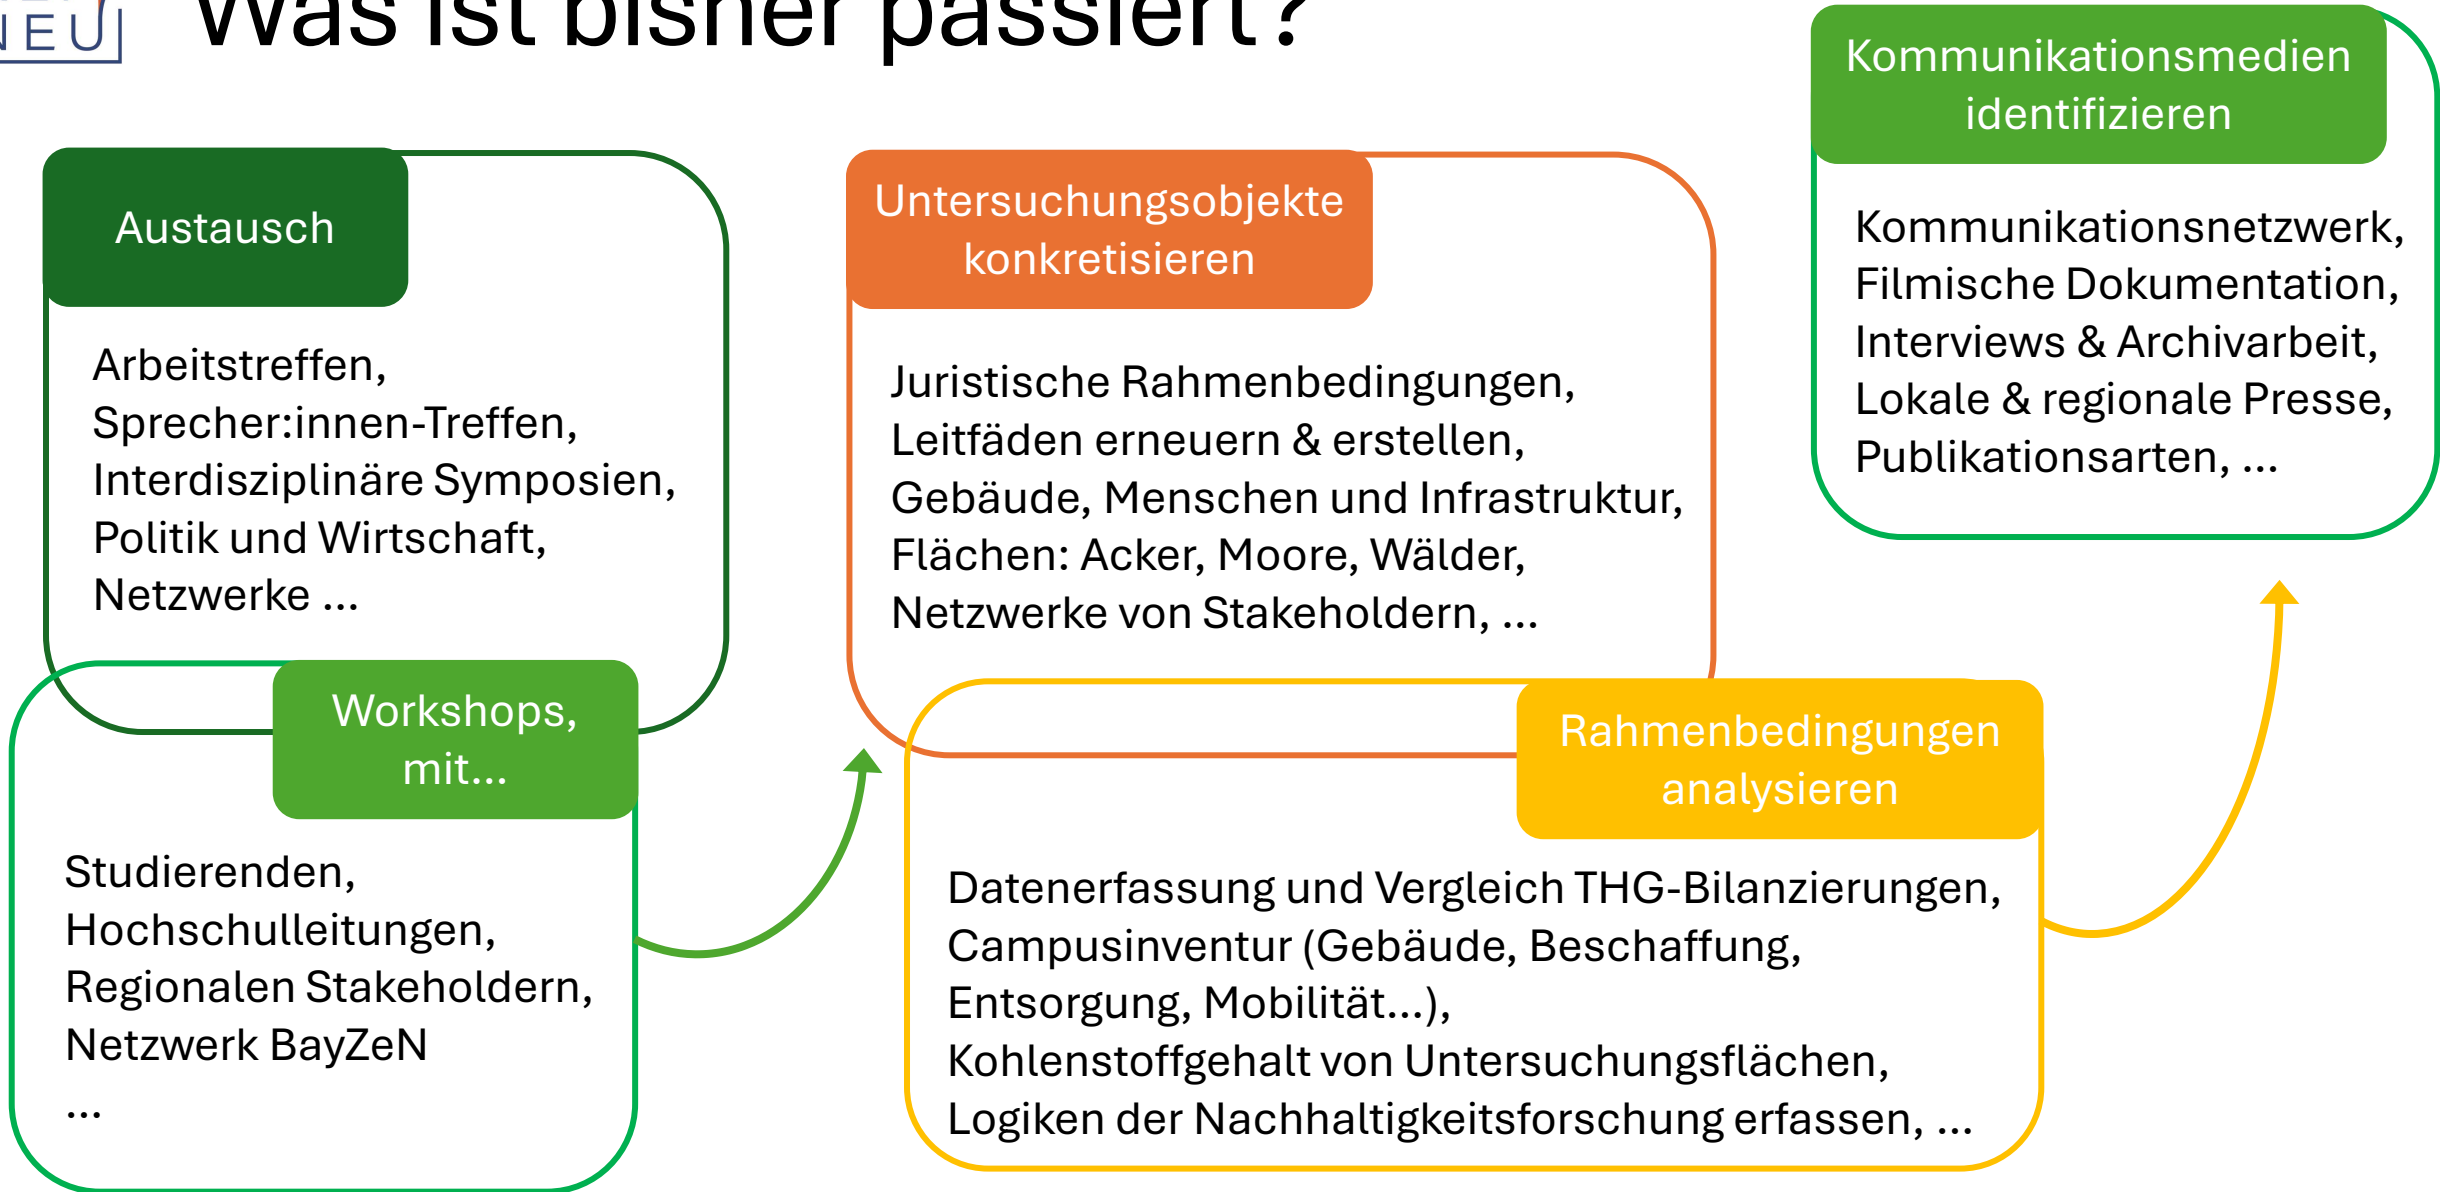 NEU
Was ist bisher passiert?
Austausch
Arbeitstreffen,
Sprecher:innen-Treffen,
Interdisziplinäre Symposien,
Politik und Wirtschaft,
Netzwerke ...
Workshops,
mit...
Studierenden,
Hochschulleitungen,
Regionalen Stakeholdern,
Netzwerk BayZeN
...
Untersuchungsobjekte
konkretisieren
Juristische Rahmenbedingungen,
Leitfäden erneuern & erstellen,
Gebäude, Menschen und Infrastruktur,
Flächen: Acker, Moore, Wälder,
Netzwerke von Stakeholdern, ...
Rahmenbedingungen
analysieren
Datenerfassung und Vergleich THG-Bilanzierungen,
Campusinventur (Gebäude, Beschaffung,
Entsorgung, Mobilität...),
Kohlenstoffgehalt von Untersuchungsflächen,
Logiken der Nachhaltigkeitsforschung erfassen, ...
Kommunikationsmedien
identifizieren
Kommunikationsnetzwerk,
Filmische Dokumentation,
Interviews & Archivarbeit,
Lokale & regionale Presse,
Publikationsarten, ...